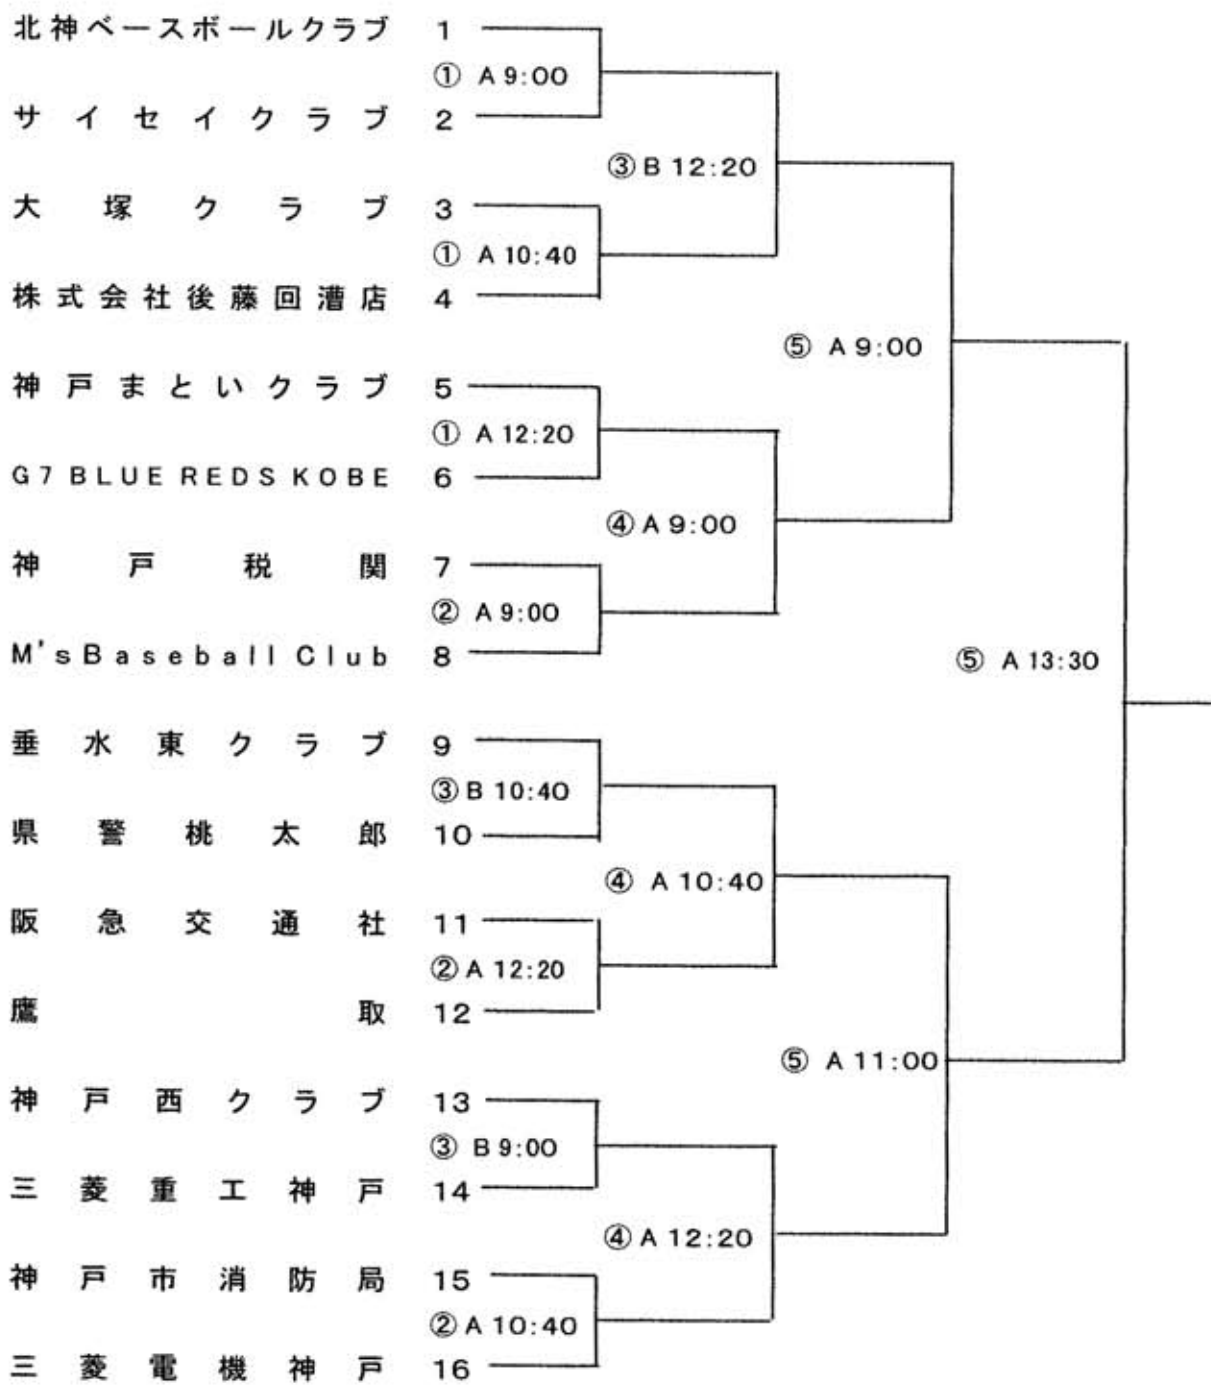 北神ベースボールクラブ 1
① A 9:00
サイセイクラブ 2
③ B 12:20
大塚クラブ 3
① A 10:40
株式会社後藤回漕店 4
⑤ A 9:00
神戸まといクラブ 5
① A 12:20
G7 BLUE REDS KOBE 6
④ A 9:00
神戸税関 7
② A 9:00
M's Baseball Club 8
⑤ A 13:30
垂水東クラブ 9
③ B 10:40
県警桃太郎 10
④ A 10:40
阪急交通社 11
② A 12:20
鷹取 12
⑤ A 11:00
神戸西クラブ 13
③ B 9:00
三菱重工神戸 14
④ A 12:20
神戸市消防局 15
② A 10:40
三菱電機神戸 16